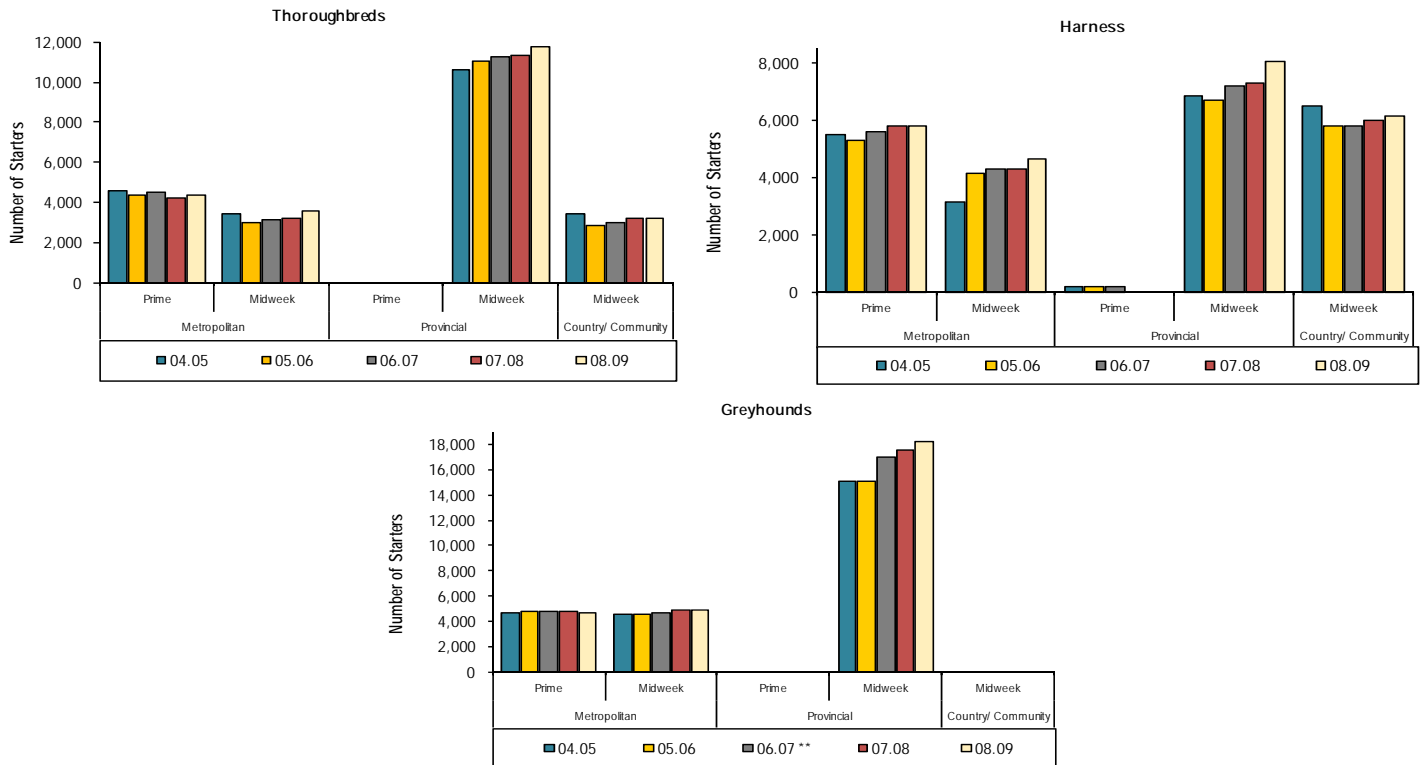 Thoroughbreds
Number of Starters
12,000
10,000
8,000
6,000
4,000
2,000
0
Prime Midweek Prime Midweek Midweek
Metropolitan Provincial Country/ Community
04.05 05.06 06.07 07.08 08.09
Harness
Number of Starters
8,000
6,000
4,000
2,000
0
Prime Midweek Prime Midweek Midweek
Metropolitan Provincial Country/ Community
04.05 05.06 06.07 07.08 08.09
Greyhounds
Number of Starters
18,000
16,000
14,000
12,000
10,000
8,000
6,000
4,000
2,000
0
Prime Midweek Prime Midweek Midweek
Metropolitan Provincial Country/ Community
04.05 05.06 06.07 ** 07.08 08.09